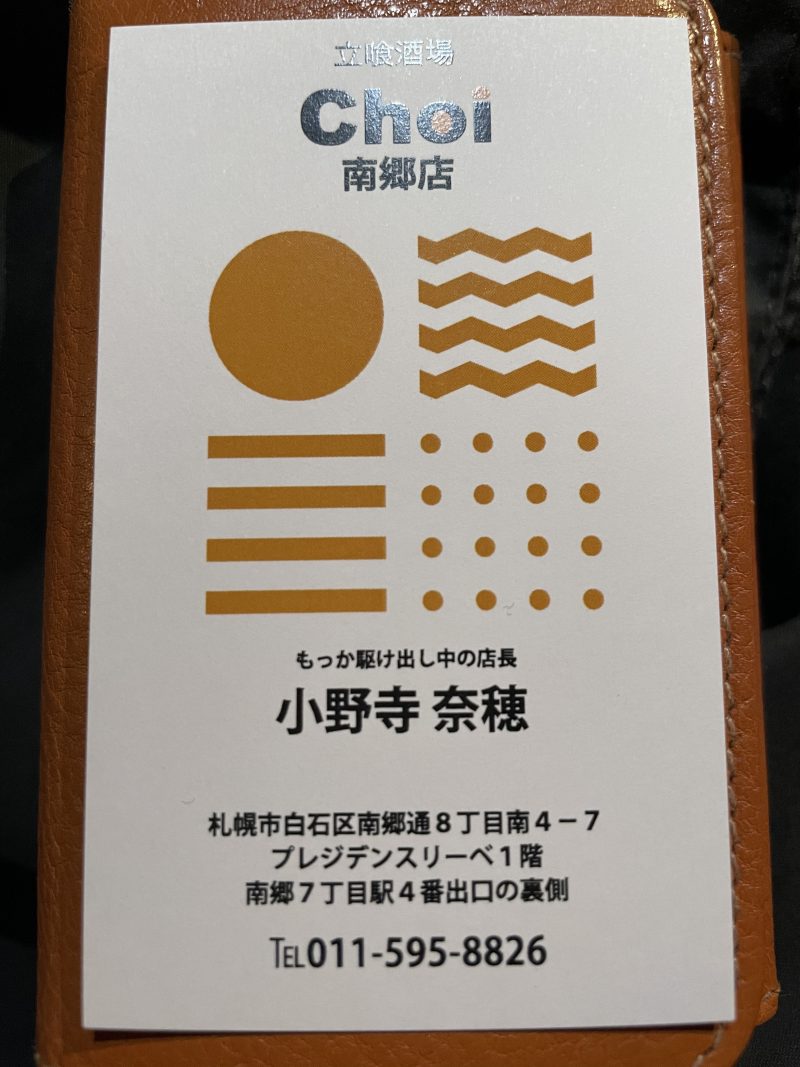 立喰酒場
Choi
南郷店
もっか駆け出し中の店長
小野寺 奈穂
札幌市白石区南郷通８丁目南４－７
プレジデンスリーベ１階
南郷７丁目駅４番出口の裏側
TEL011-595-8826